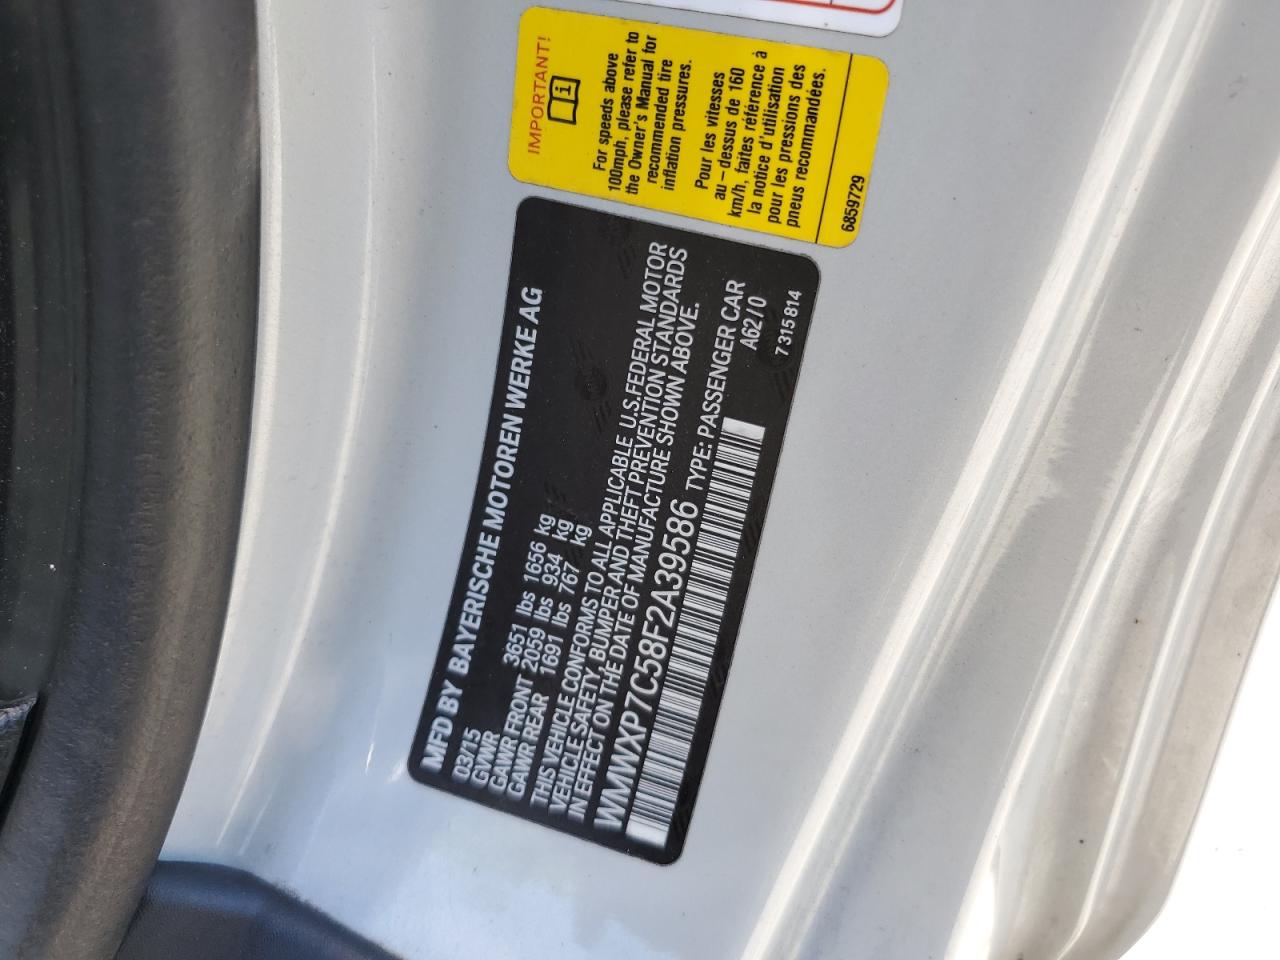 IMPORTANT!
For speeds above
100mph, please refer to
the Owner's Manual for
recommended tire
inflation pressures.
Pour les vitesses
au - dessus de 160
km/h, faites référence à
la notice d'utilisation
pour les pressions des
pneus recommandées.
6859729
MFD BY BAYERISCHE MOTOREN WERKE AG
03/15
GVWR 3651 lbs 1656 kg
GAWR FRONT 2059 lbs 934 kg
GAWR REAR 1691 lbs 767 kg
THIS VEHICLE CONFORMS TO ALL APPLICABLE U.S.FEDERAL MOTOR
VEHICLE SAFETY, BUMPER AND THEFT PREVENTION STANDARDS
IN EFFECT ON THE DATE OF MANUFACTURE SHOWN ABOVE.
WMWXP7C58F2A39586 TYPE: PASSENGER CAR
A62/0
7315814